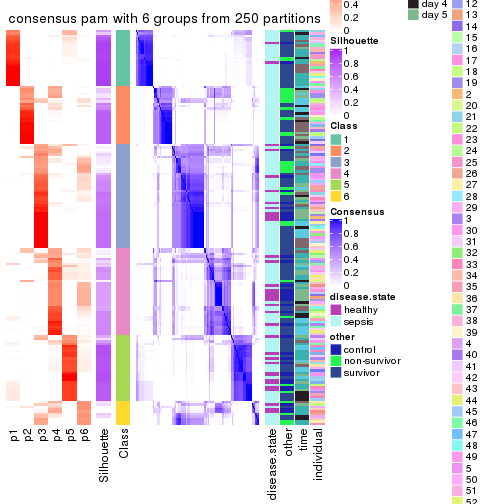 consensus pam with 6 groups from 250 partitions
p1
p2
p3
p4
p5
p6
Silhouette
Class
disease.state
other
time
individual
0.4
0.2
0
Silhouette
1
0.8
0.6
0.4
0.2
0
Class
1
2
3
4
5
6
Consensus
1
0.8
0.6
0.4
0.2
0
disease.state
healthy
sepsis
other
control
non-survivor
survivor
day 4
day 5
12
13
14
15
16
17
18
19
2
20
21
22
23
24
25
26
27
28
29
3
30
31
32
33
34
35
36
37
38
39
4
40
41
42
43
44
45
46
47
48
49
5
50
51
52